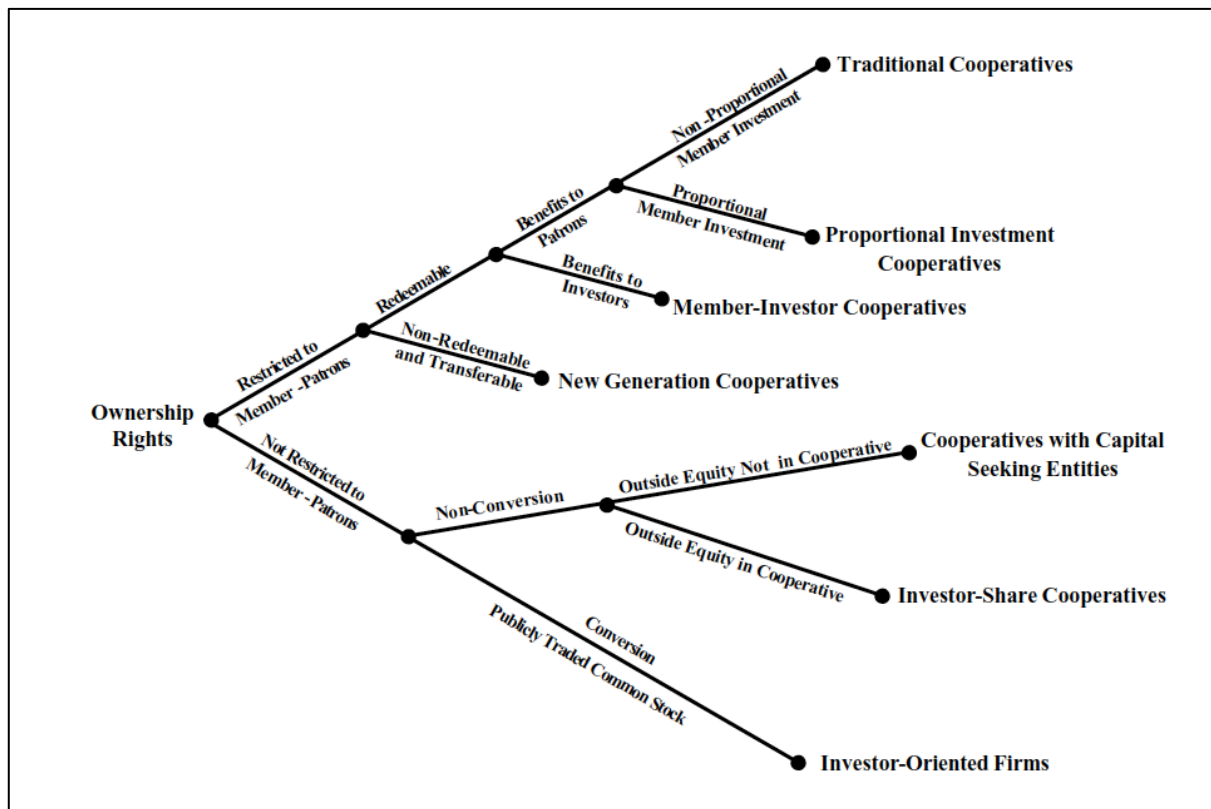 Traditional Cooperatives
Non -Proportional
Member Investment
Proportional
Member Investment
Proportional Investment
Cooperatives
Benefits to
Patrons
Benefits to
Investors
Member-Investor Cooperatives
Redeemable
Non-Redeemable
and Transferable
New Generation Cooperatives
Restricted to
Member -Patrons
Ownership
Rights
Not Restricted to
Member -Patrons
Non-Conversion
Outside Equity Not in Cooperative
Cooperatives with Capital
Seeking Entities
Outside Equity in Cooperative
Investor-Share Cooperatives
Conversion
Publicly Traded Common Stock
Investor-Oriented Firms